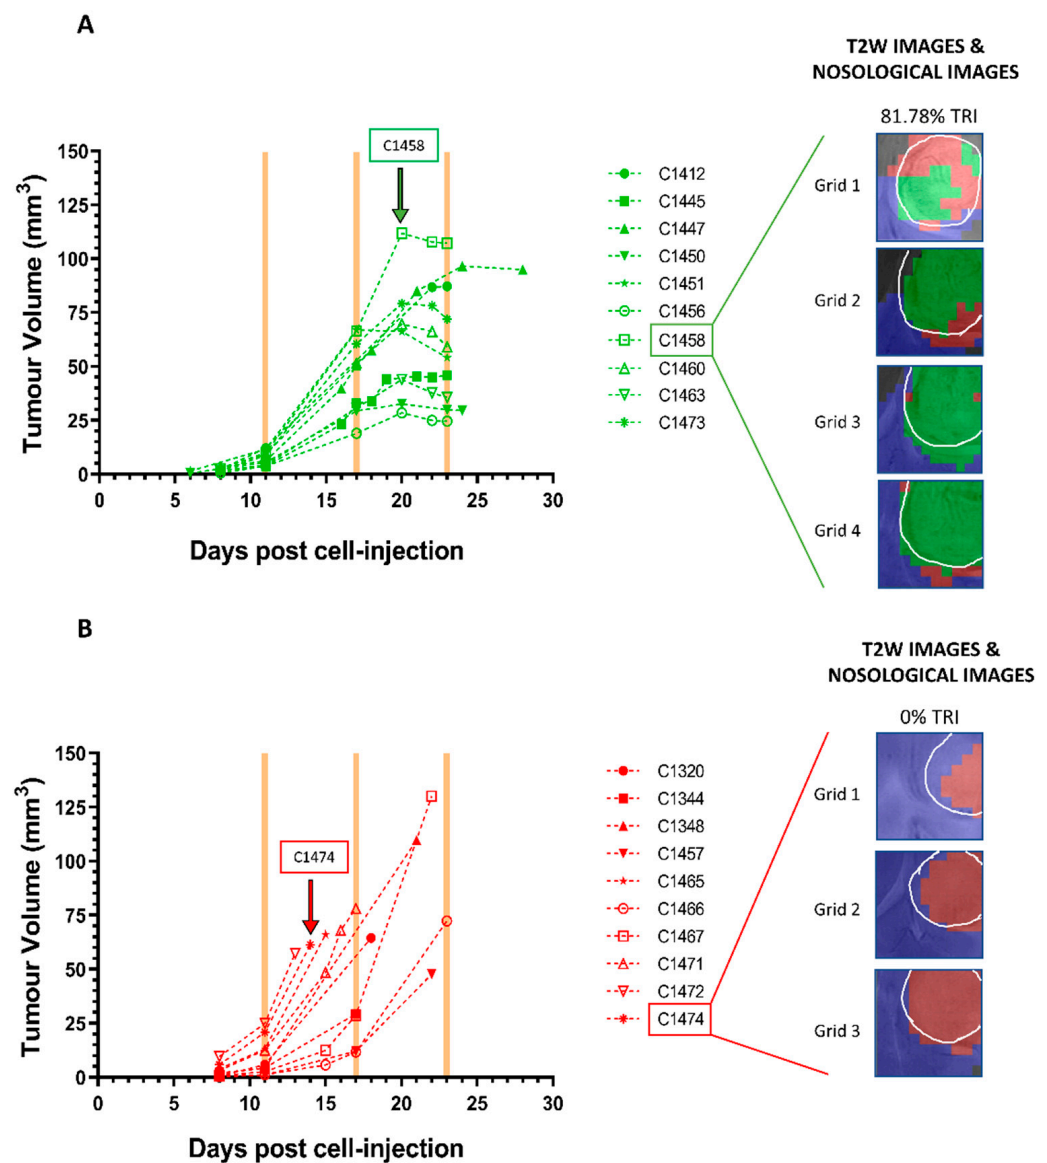 A
T2W IMAGES &
NOSOLOGICAL IMAGES
81.78% TRI
C1458
150
125
100
75
50
25
0
Tumour Volume (mm³)
0 5 10 15 20 25 30
Days post cell-injection
C1412
C1445
C1447
C1450
C1451
C1456
C1458
C1460
C1463
C1473
Grid 1
Grid 2
Grid 3
Grid 4
B
T2W IMAGES &
NOSOLOGICAL IMAGES
0% TRI
C1474
150
125
100
75
50
25
0
Tumour Volume (mm³)
0 5 10 15 20 25 30
Days post cell-injection
C1320
C1344
C1348
C1457
C1465
C1466
C1467
C1471
C1472
C1474
Grid 1
Grid 2
Grid 3